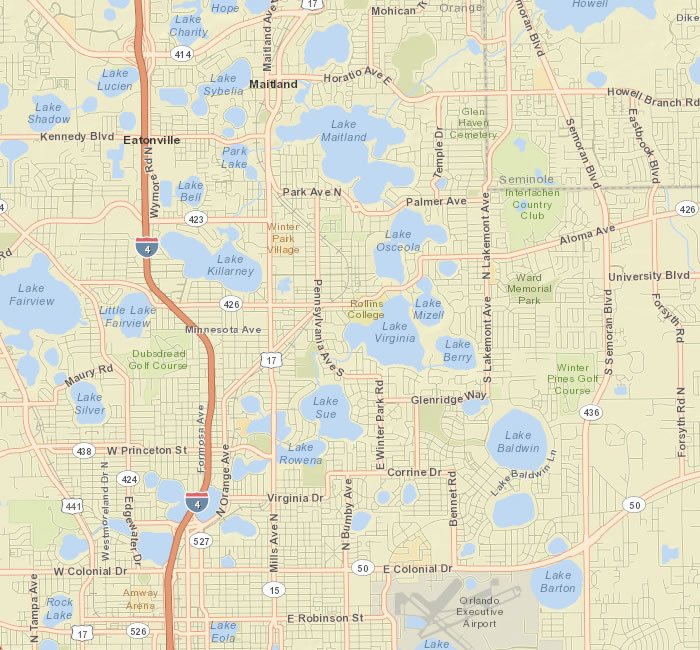 Hope
17
Mohican
Orange
Howell
Dike
Lake
Charity
Maitland Ave
Semoran Blvd
414
Lake
Lucien
Lake
Sybelia
Maitland
Horatio Ave E
Howell Branch Rd
Lake
Shadow
Glen
Haven
Cemetery
Eastbrook Blvd
Kennedy Blvd
Eatonville
Lake
Maitland
Semoran Blvd
Temple Dr
Park
Lake
Wymore Rd N
Seminole
Lake
Bell
Park Ave N
Interlachen
Country
Club
Palmer Ave
4
423
426
Winter
Park
Village
Lake
Osceola
N Lakemont Ave
Aloma Ave
Rd
4
Lake
Killarney
Lake
Fairview
Pennsylvania Ave S
Ward
Memorial
Park
University Blvd
426
Rollins
College
Lake
Mizell
Little Lake
Fairview
Minnesota Ave
Lake
Virginia
S Lakemont Ave
S Semoran Blvd
Forsyth Rd
Lake
Berry
Dubsdread
Golf Course
17
Maury Rd
Winter
Pines Golf
Course
Lake
Silver
Lake
Sue
E Winter Park Rd
Glenridge Way
436
Forsyth Rd N
Formosa Ave
N Orange Ave
Lake
Baldwin
438
W Princeton St
Lake
Rowena
Lake Baldwin Ln
Westmoreland Dr N
424
Corrine Dr
Bennet Rd
441
Edgewater Dr
4
Virginia Dr
N Bumby Ave
50
Mills Ave N
527
W Colonial Dr
50
E Colonial Dr
Lake
Barton
N Tampa Ave
Amway
Arena
15
Rock
Lake
Orlando
Executive
Airport
E Robinson St
17
526
Lake
Eola
Lake